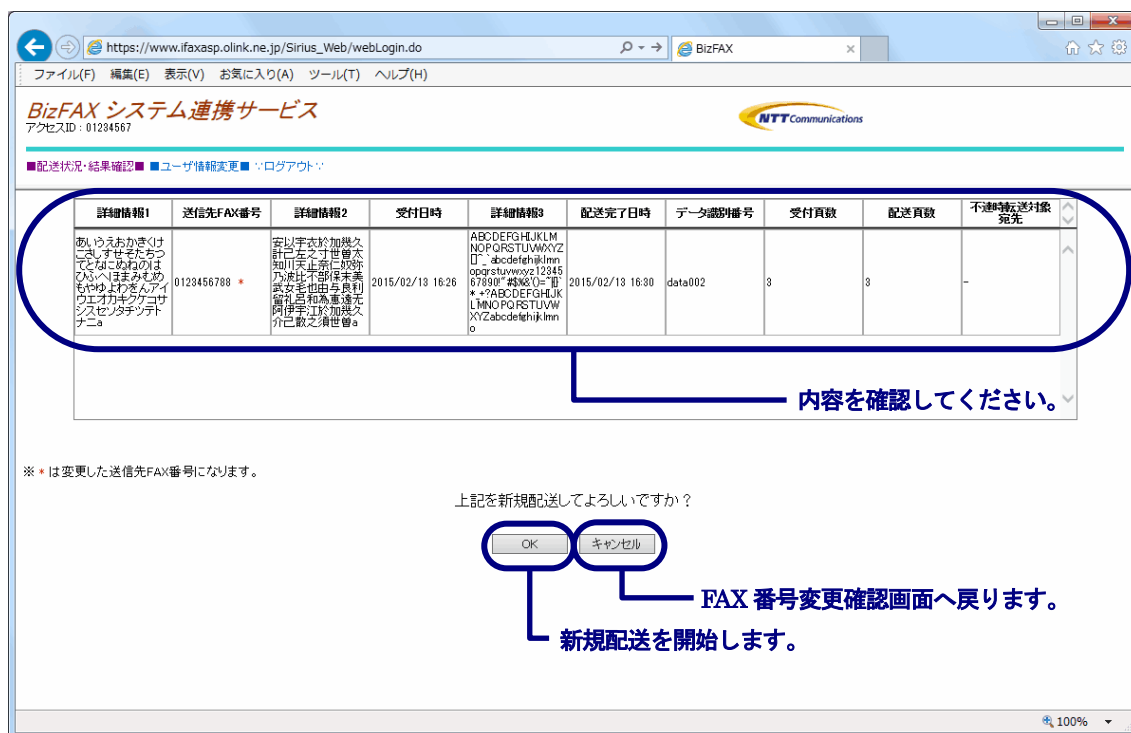 https://www.ifaxasp.olink.ne.jp/Sirius_Web/webLogin.do
BizFAX
ファイル(F) 編集(E) 表示(V) お気に入り(A) ツール(T) ヘルプ(H)
BizFAX システム連携サービス
アクセスID : 01234567
NTT Communications
■配送状況・結果確認■ ■ユーザ情報変更■ ∵ログアウト∵
詳細情報1 送信先FAX番号 詳細情報2 受付日時 詳細情報3 配送完了日時 データ識別番号 受付頁数 配送頁数 不達時転送対象
宛先
あいうえおかきくけ
こさしすせそたちつ
てとなにぬねのは
ひふへほまみむめ
もやゆよわをんアイ
ウエオカキクケコサ
シスセソタチツテト
ナニa
0123456788 *
安以宇衣於加幾久
計己左之寸世曽太
知川天止奈仁奴祢
乃波比不部保末美
武女毛也由与良利
留礼呂和為恵遠无
阿伊宇江於加幾久
介己散之須世曽a
2015/02/13 16:26
ABCDEFGHIJKLM
NOPQRSTUVWXYZ
[]^_`abcdefghijklmn
opqrstuvwxyz12345
67890!"#$%&'()=~|[]`
*+?ABCDEFGHIJK
LMNOPQRSTUVW
XYZabcdefghijklmn
o
2015/02/13 16:30
data002
3
3
-
内容を確認してください。
※ * は変更した送信先FAX番号になります。
上記を新規配送してよろしいですか？
OK キャンセル
FAX 番号変更確認画面へ戻ります。
新規配送を開始します。
100%